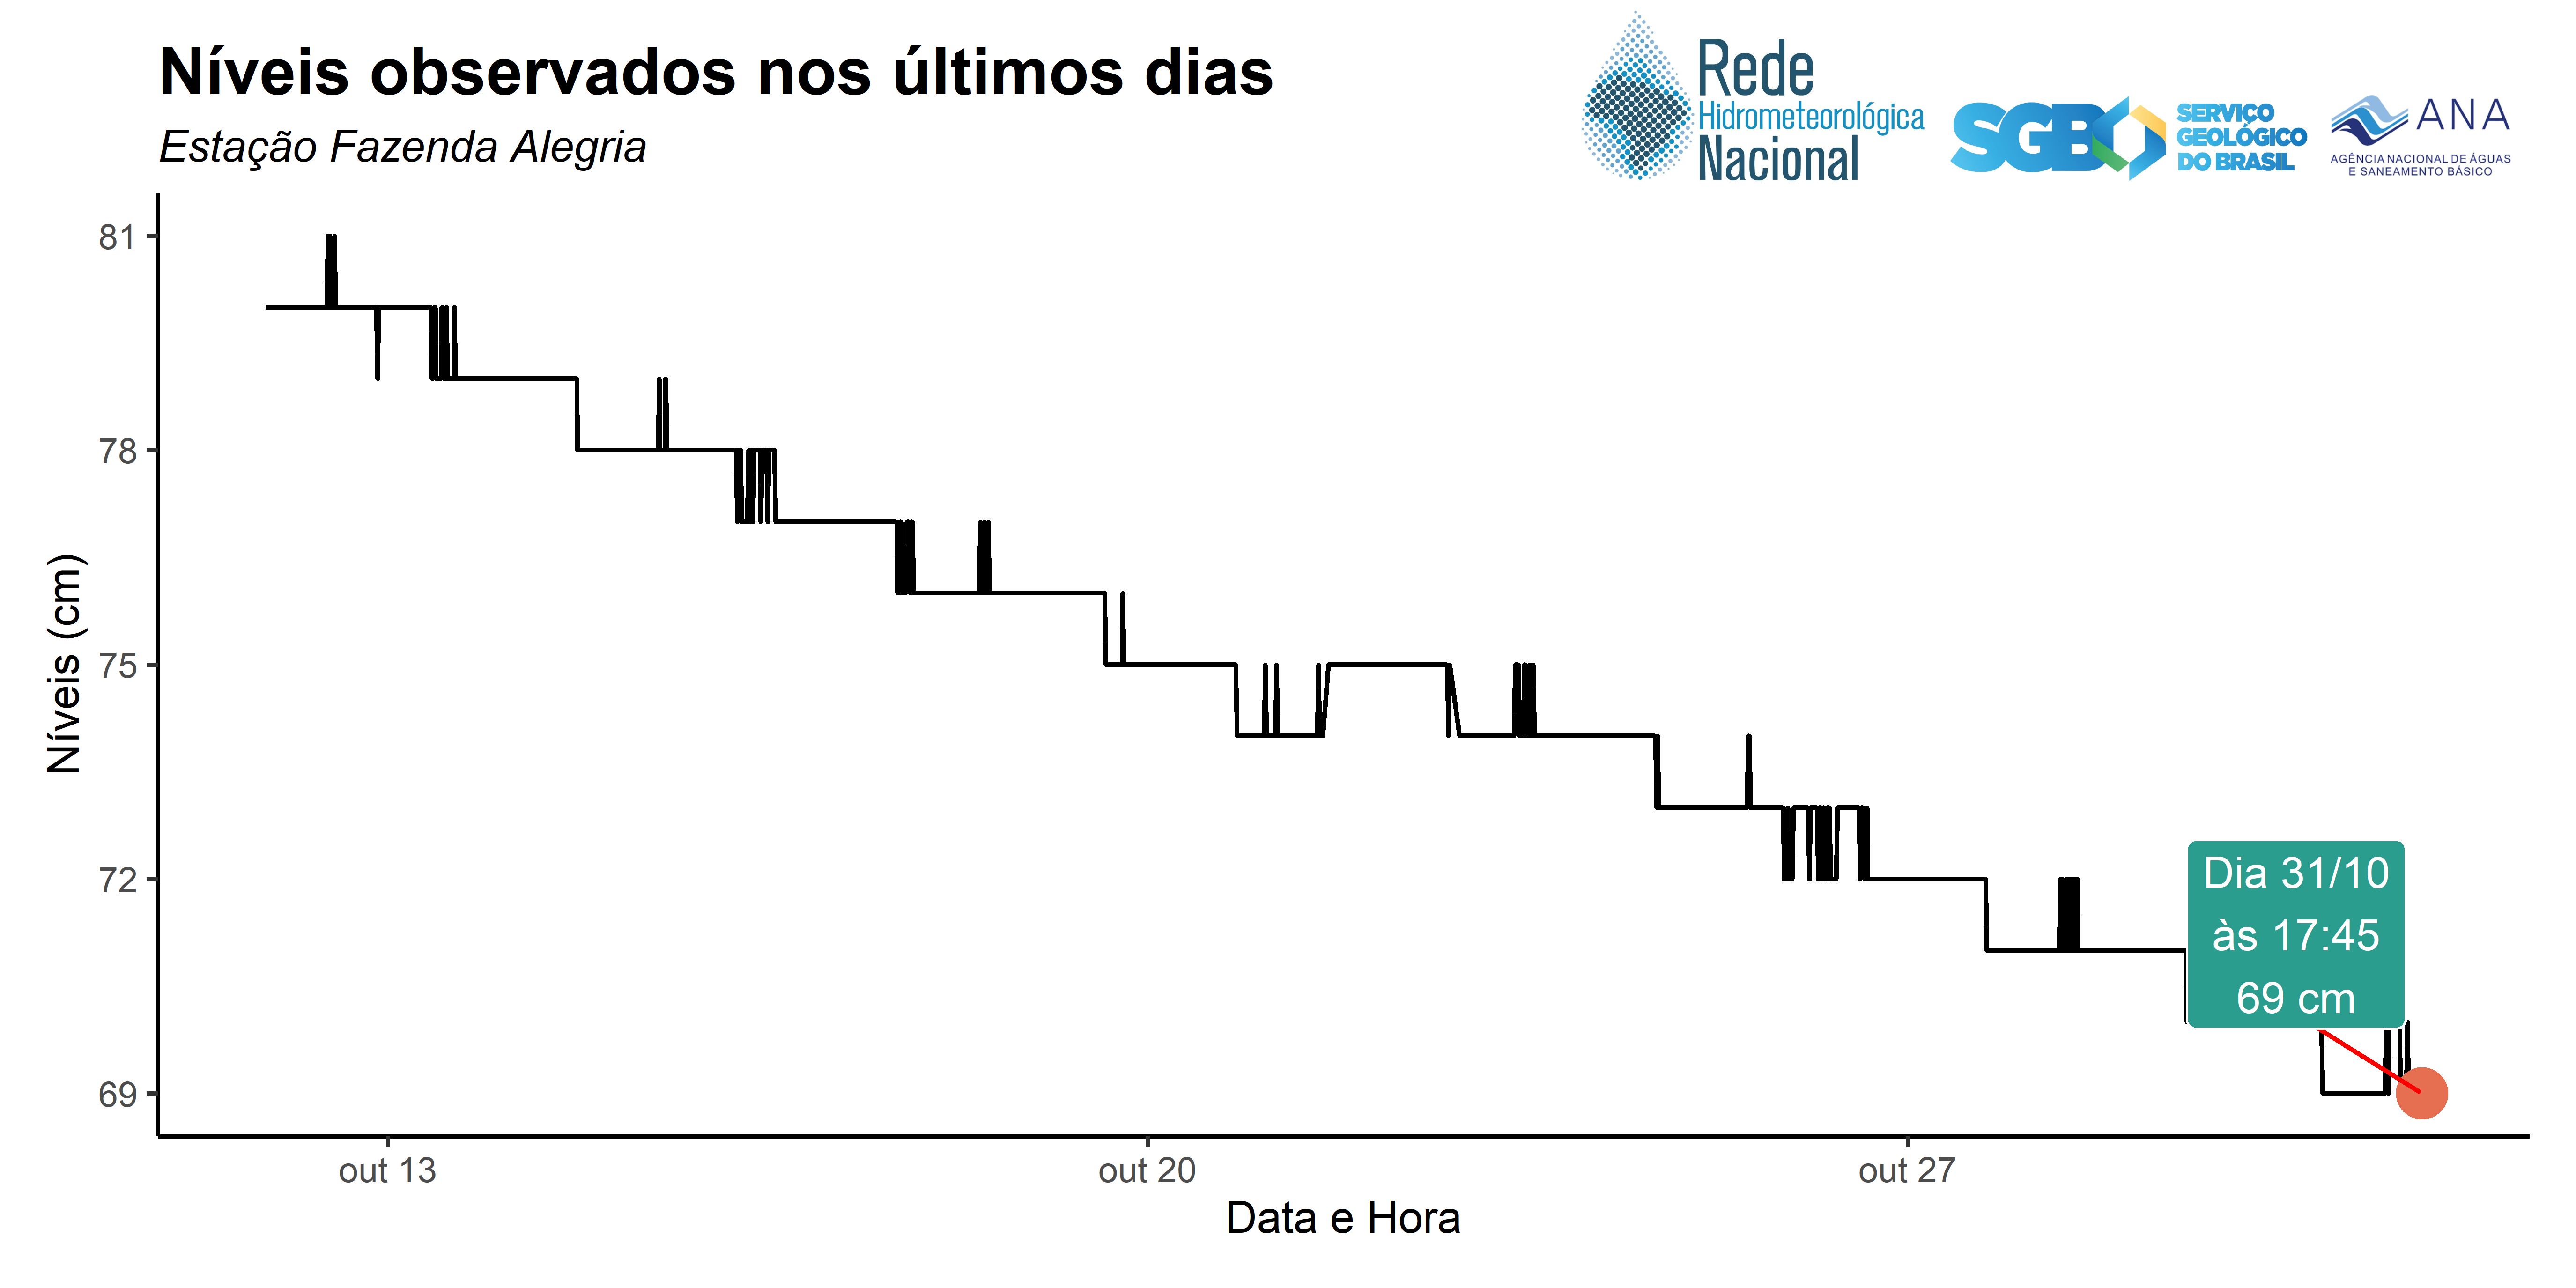 Níveis observados nos últimos dias
Estação Fazenda Alegria
Rede
Hidrometeorológica
Nacional
SGB
SERVIÇO
GEOLÓGICO
DO BRASIL
ANA
AGÊNCIA NACIONAL DE ÁGUAS
E SANEAMENTO BÁSICO
81
78
75
72
69
Níveis (cm)
Dia 31/10
às 17:45
69 cm
out 13
out 20
out 27
Data e Hora